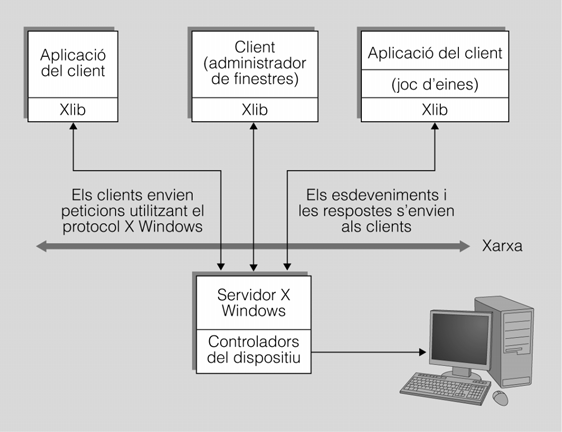 Aplicació
del client
Xlib
Client
(administrador
de finestres)
Xlib
Aplicació del client
(joc d'eines)
Xlib
Els clients envien
peticions utilitzant el
protocol X Windows
Els esdeveniments i
les respostes s'envien
als clients
Xarxa
Servidor X
Windows
Controladors
del dispositiu